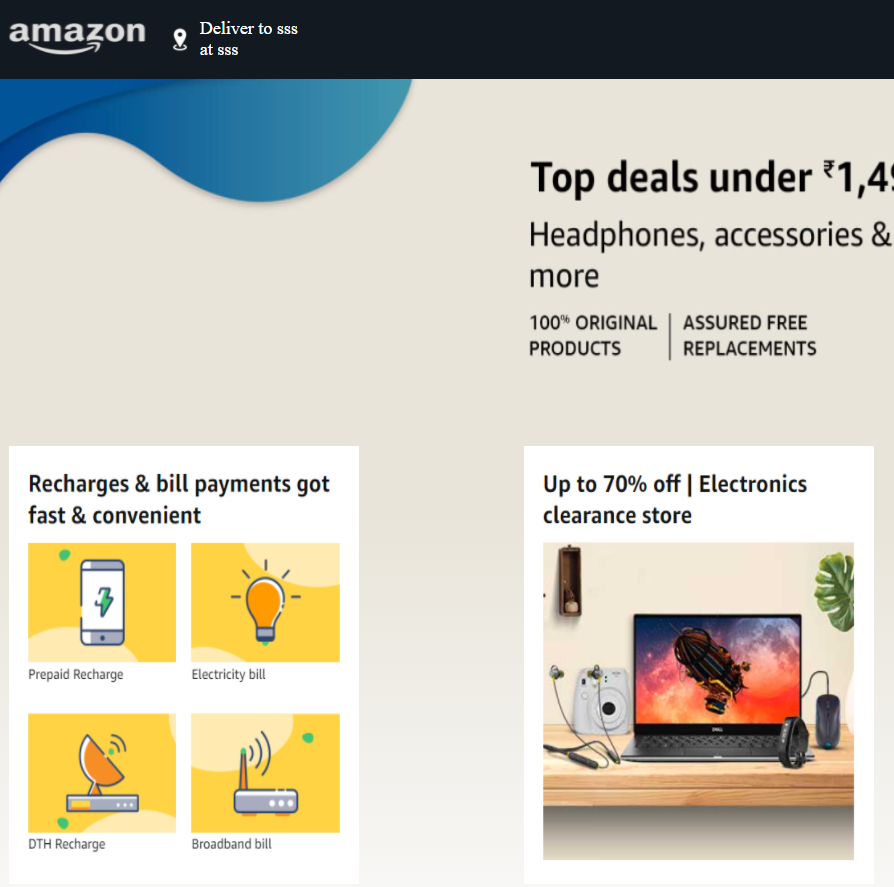 amazon
Deliver to sss
at sss
Top deals under ₹1,4
Headphones, accessories &
more
100% ORIGINAL
PRODUCTS
ASSURED FREE
REPLACEMENTS
Recharges & bill payments got
fast & convenient
Prepaid Recharge
Electricity bill
DTH Recharge
Broadband bill
Up to 70% off | Electronics
clearance store
DELL